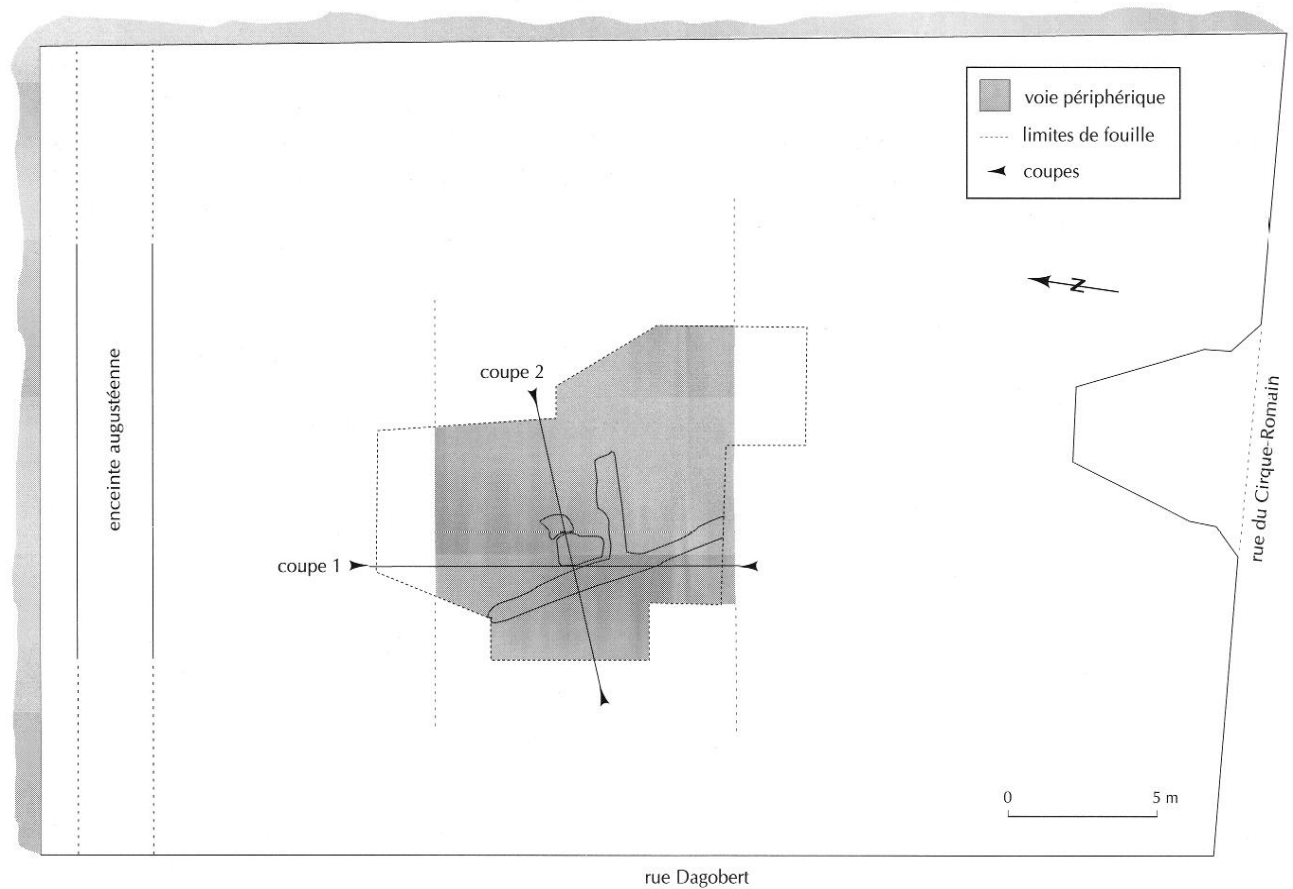 voie périphérique
limites de fouille
coupes
N
coupe 2
enceinte augustéenne
rue du Cirque-Romain
coupe 1
0 5 m
rue Dagobert